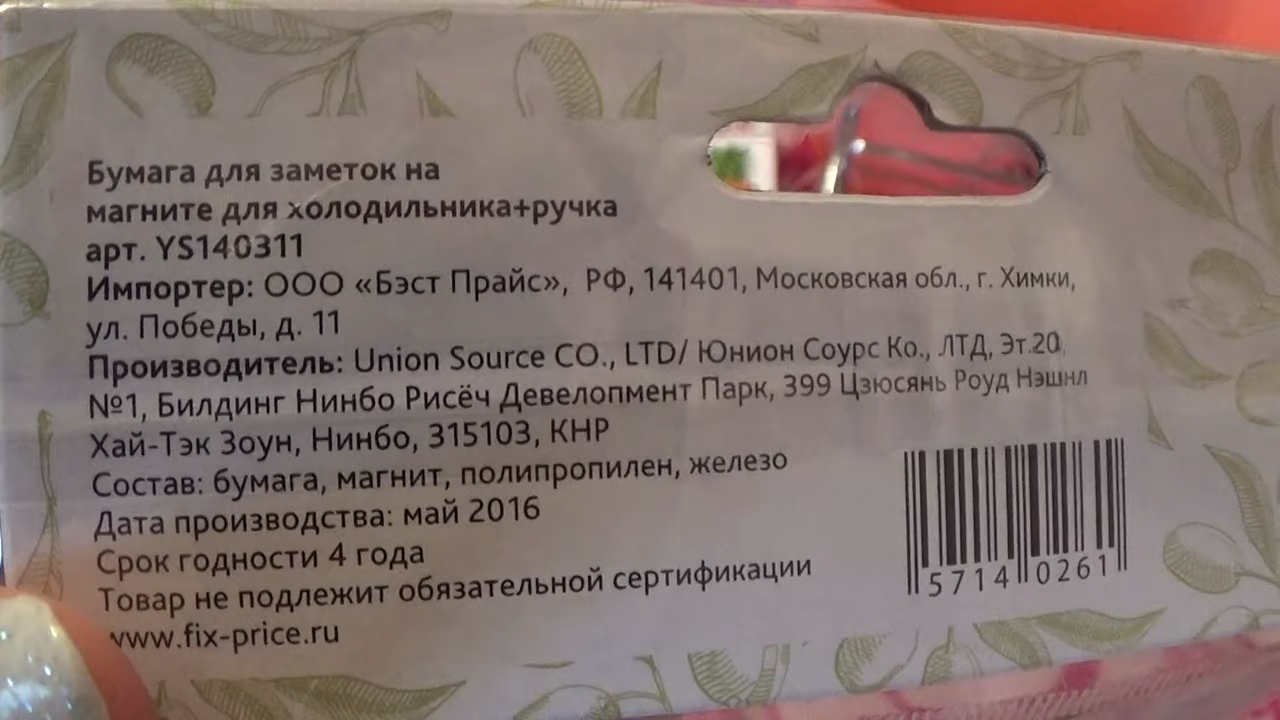 Бумага для заметок на
магните для холодильника+ручка
арт. YS140311
Импортер: ООО «Бэст Прайс», РФ, 141401, Московская обл., г. Химки,
ул. Победы, д. 11
Производитель: Union Source CO., LTD/ Юнион Соурс Ко., ЛТД, Эт.20,
№1, Билдинг Нинбо Рисёч Девелопмент Парк, 399 Цзюсянь Роуд Нэшнл
Хай-Тэк Зоун, Нинбо, 315103, КНР
Состав: бумага, магнит, полипропилен, железо
Дата производства: май 2016
Срок годности 4 года
Товар не подлежит обязательной сертификации
www.fix-price.ru
5714 0261